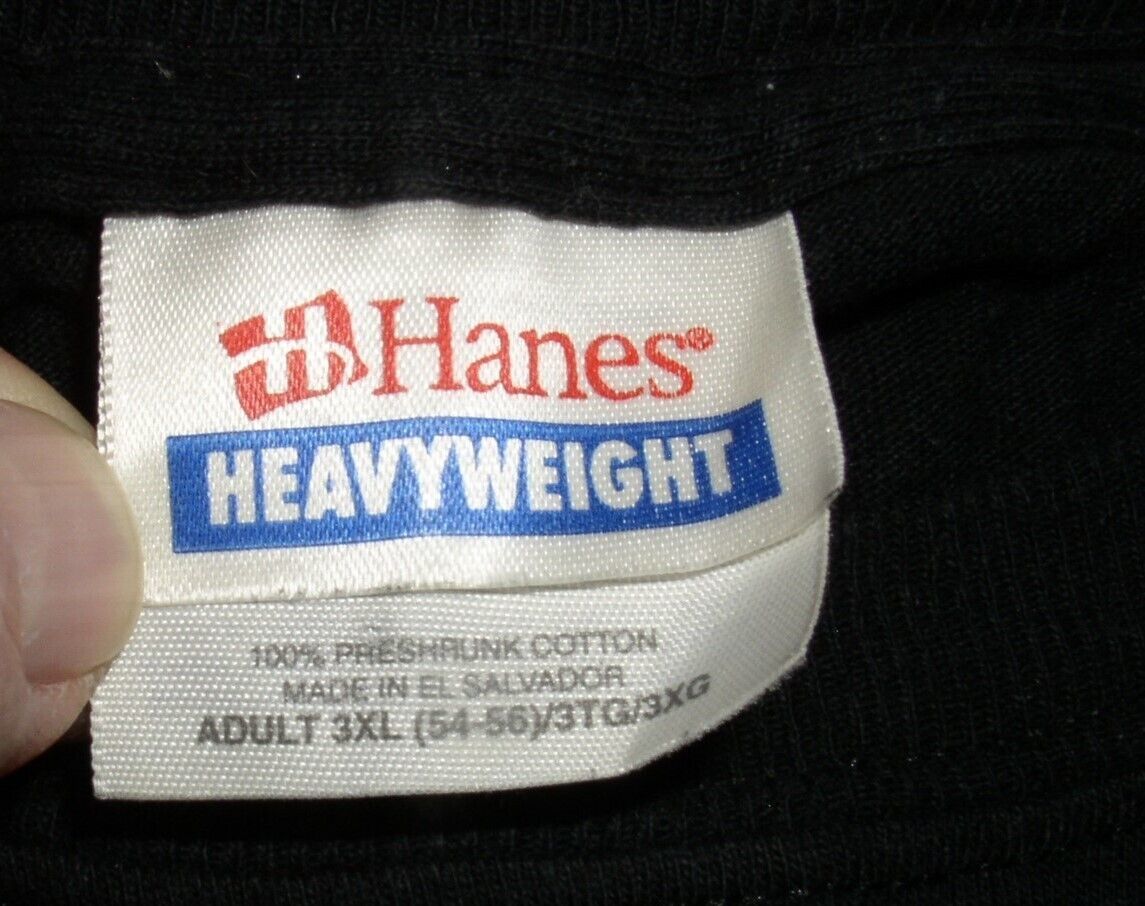 H Hanes®
HEAVYWEIGHT
100% PRESHRUNK COTTON
MADE IN EL SALVADOR
ADULT 3XL (54-56)/3TG/3XG